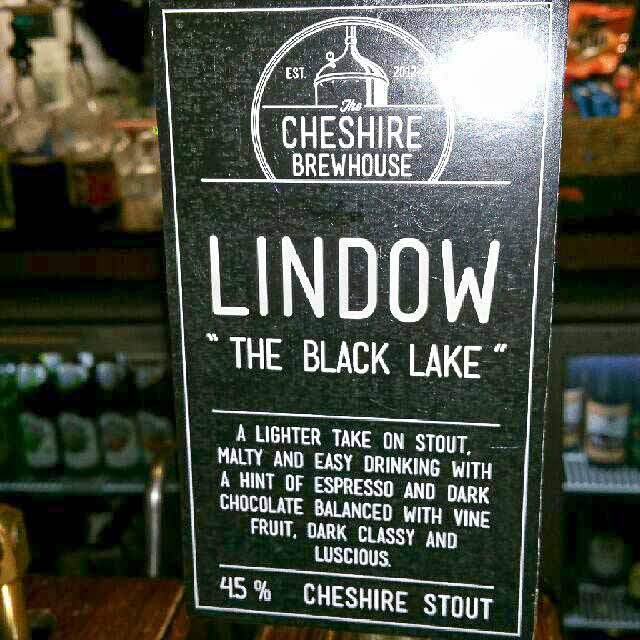 EST.
The
CHESHIRE
BREWHOUSE
LINDOW
" THE BLACK LAKE "
A LIGHTER TAKE ON STOUT,
MALTY AND EASY DRINKING WITH
A HINT OF ESPRESSO AND DARK
CHOCOLATE BALANCED WITH VINE
FRUIT, DARK CLASSY AND
LUSCIOUS.
45 % CHESHIRE STOUT